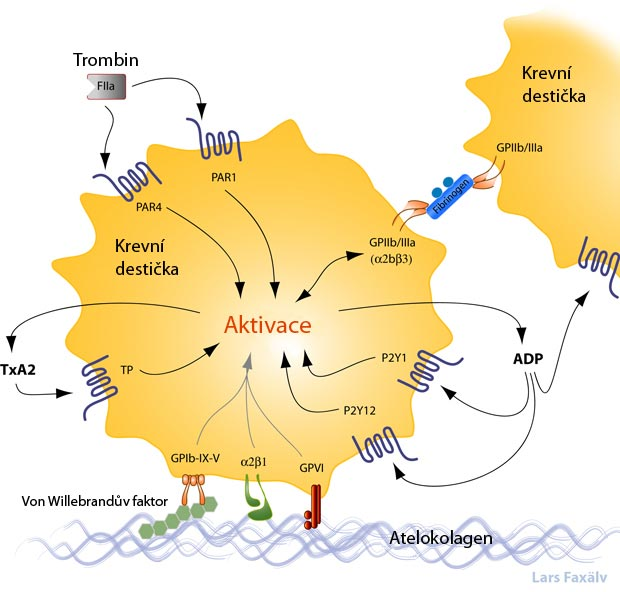 Trombin
FIIa
Krevní
destička
GPIIb/IIIa
PAR1
PAR4
Fibrinogen
Krevní
destička
GPIIb/IIIa
(α2bβ3)
Aktivace
TxA2
TP
P2Y1
ADP
P2Y12
GPIb-IX-V
α2β1
GPVI
Von Willebrandův faktor
Atelokolagen
Lars Faxälv